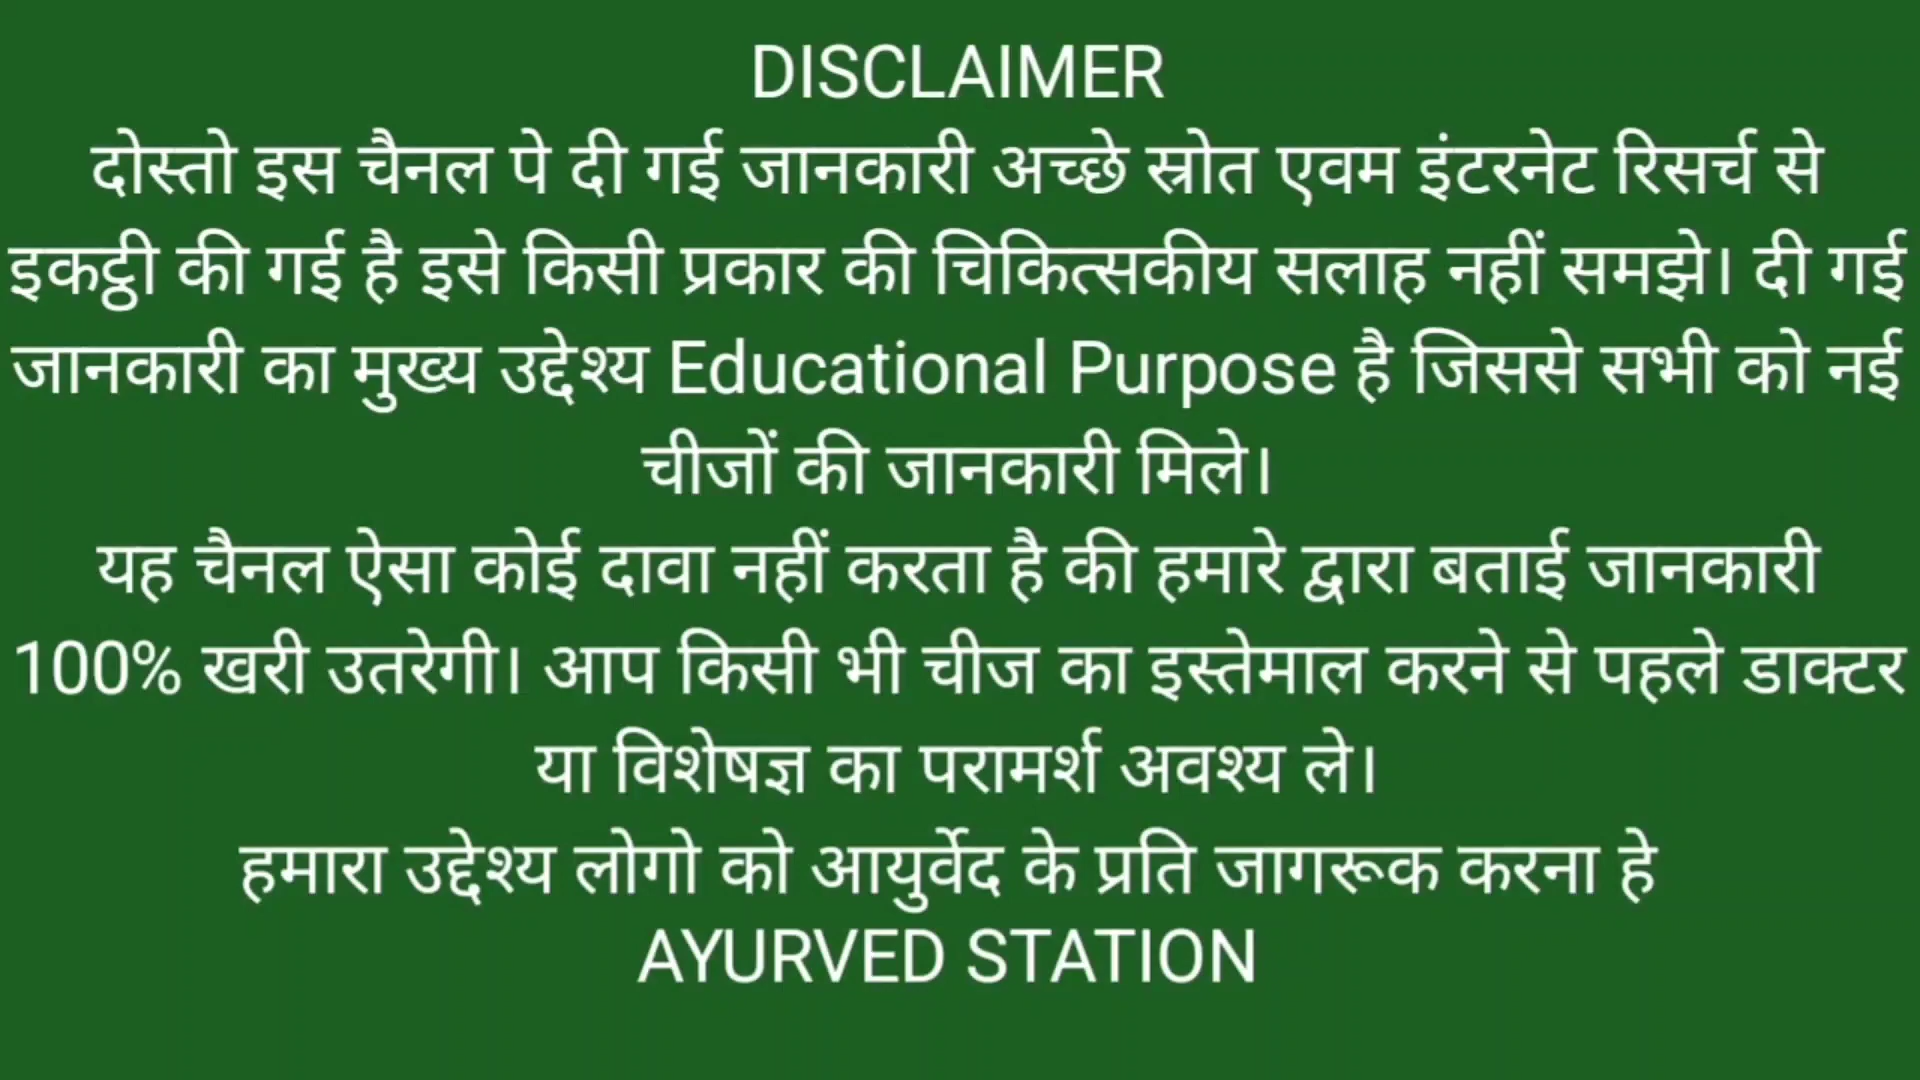 DISCLAIMER
दोस्तो इस चैनल पे दी गई जानकारी अच्छे स्रोत एवम इंटरनेट रिसर्च से
इकट्ठी की गई है इसे किसी प्रकार की चिकित्सकीय सलाह नहीं समझे। दी गई
जानकारी का मुख्य उद्देश्य Educational Purpose है जिससे सभी को नई
चीजों की जानकारी मिले।
यह चैनल ऐसा कोई दावा नहीं करता है की हमारे द्वारा बताई जानकारी
100% खरी उतरेगी। आप किसी भी चीज का इस्तेमाल करने से पहले डाक्टर
या विशेषज्ञ का परामर्श अवश्य ले।
हमारा उद्देश्य लोगो को आयुर्वेद के प्रति जागरूक करना हे
AYURVED STATION